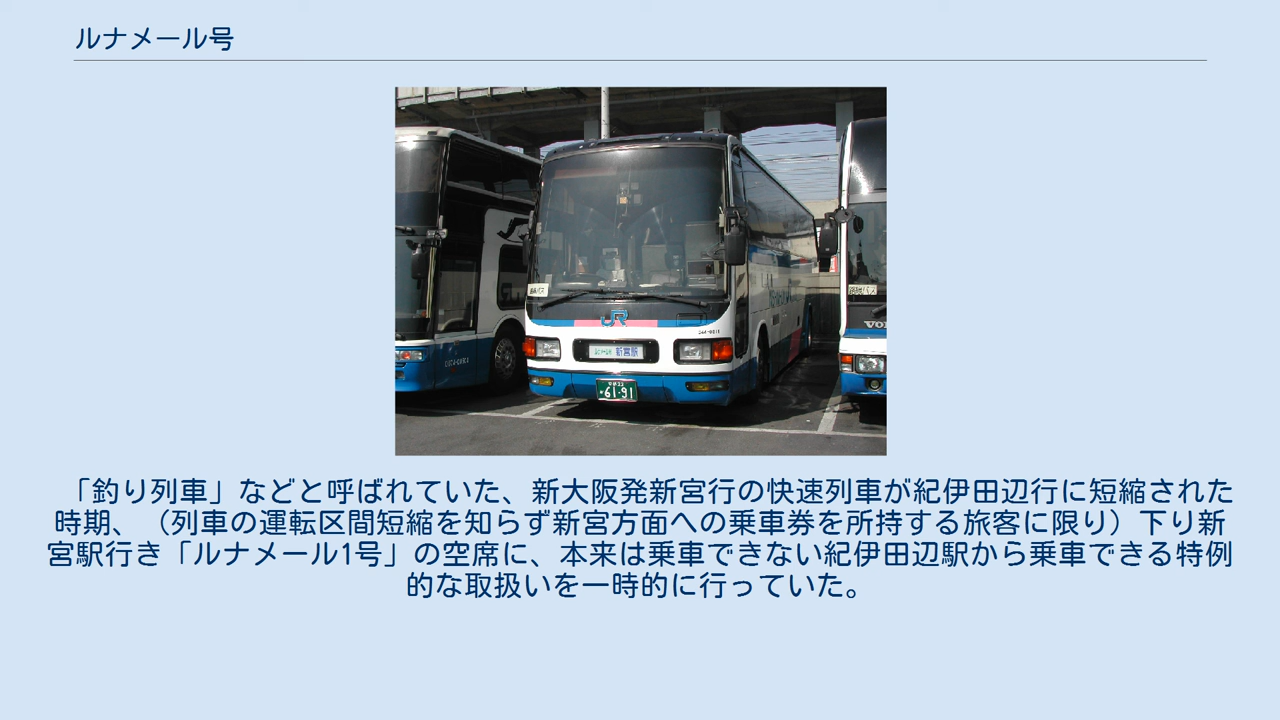 ルナメール号
JR
新宮駅
61-91
VOL
「釣り列車」などと呼ばれていた、新大阪発新宮行の快速列車が紀伊田辺行に短縮された
時期、（列車の運転区間短縮を知らず新宮方面への乗車券を所持する旅客に限り）下り新
宮駅行き「ルナメール1号」の空席に、本来は乗車できない紀伊田辺駅から乗車できる特例
的な取扱いを一時的に行っていた。